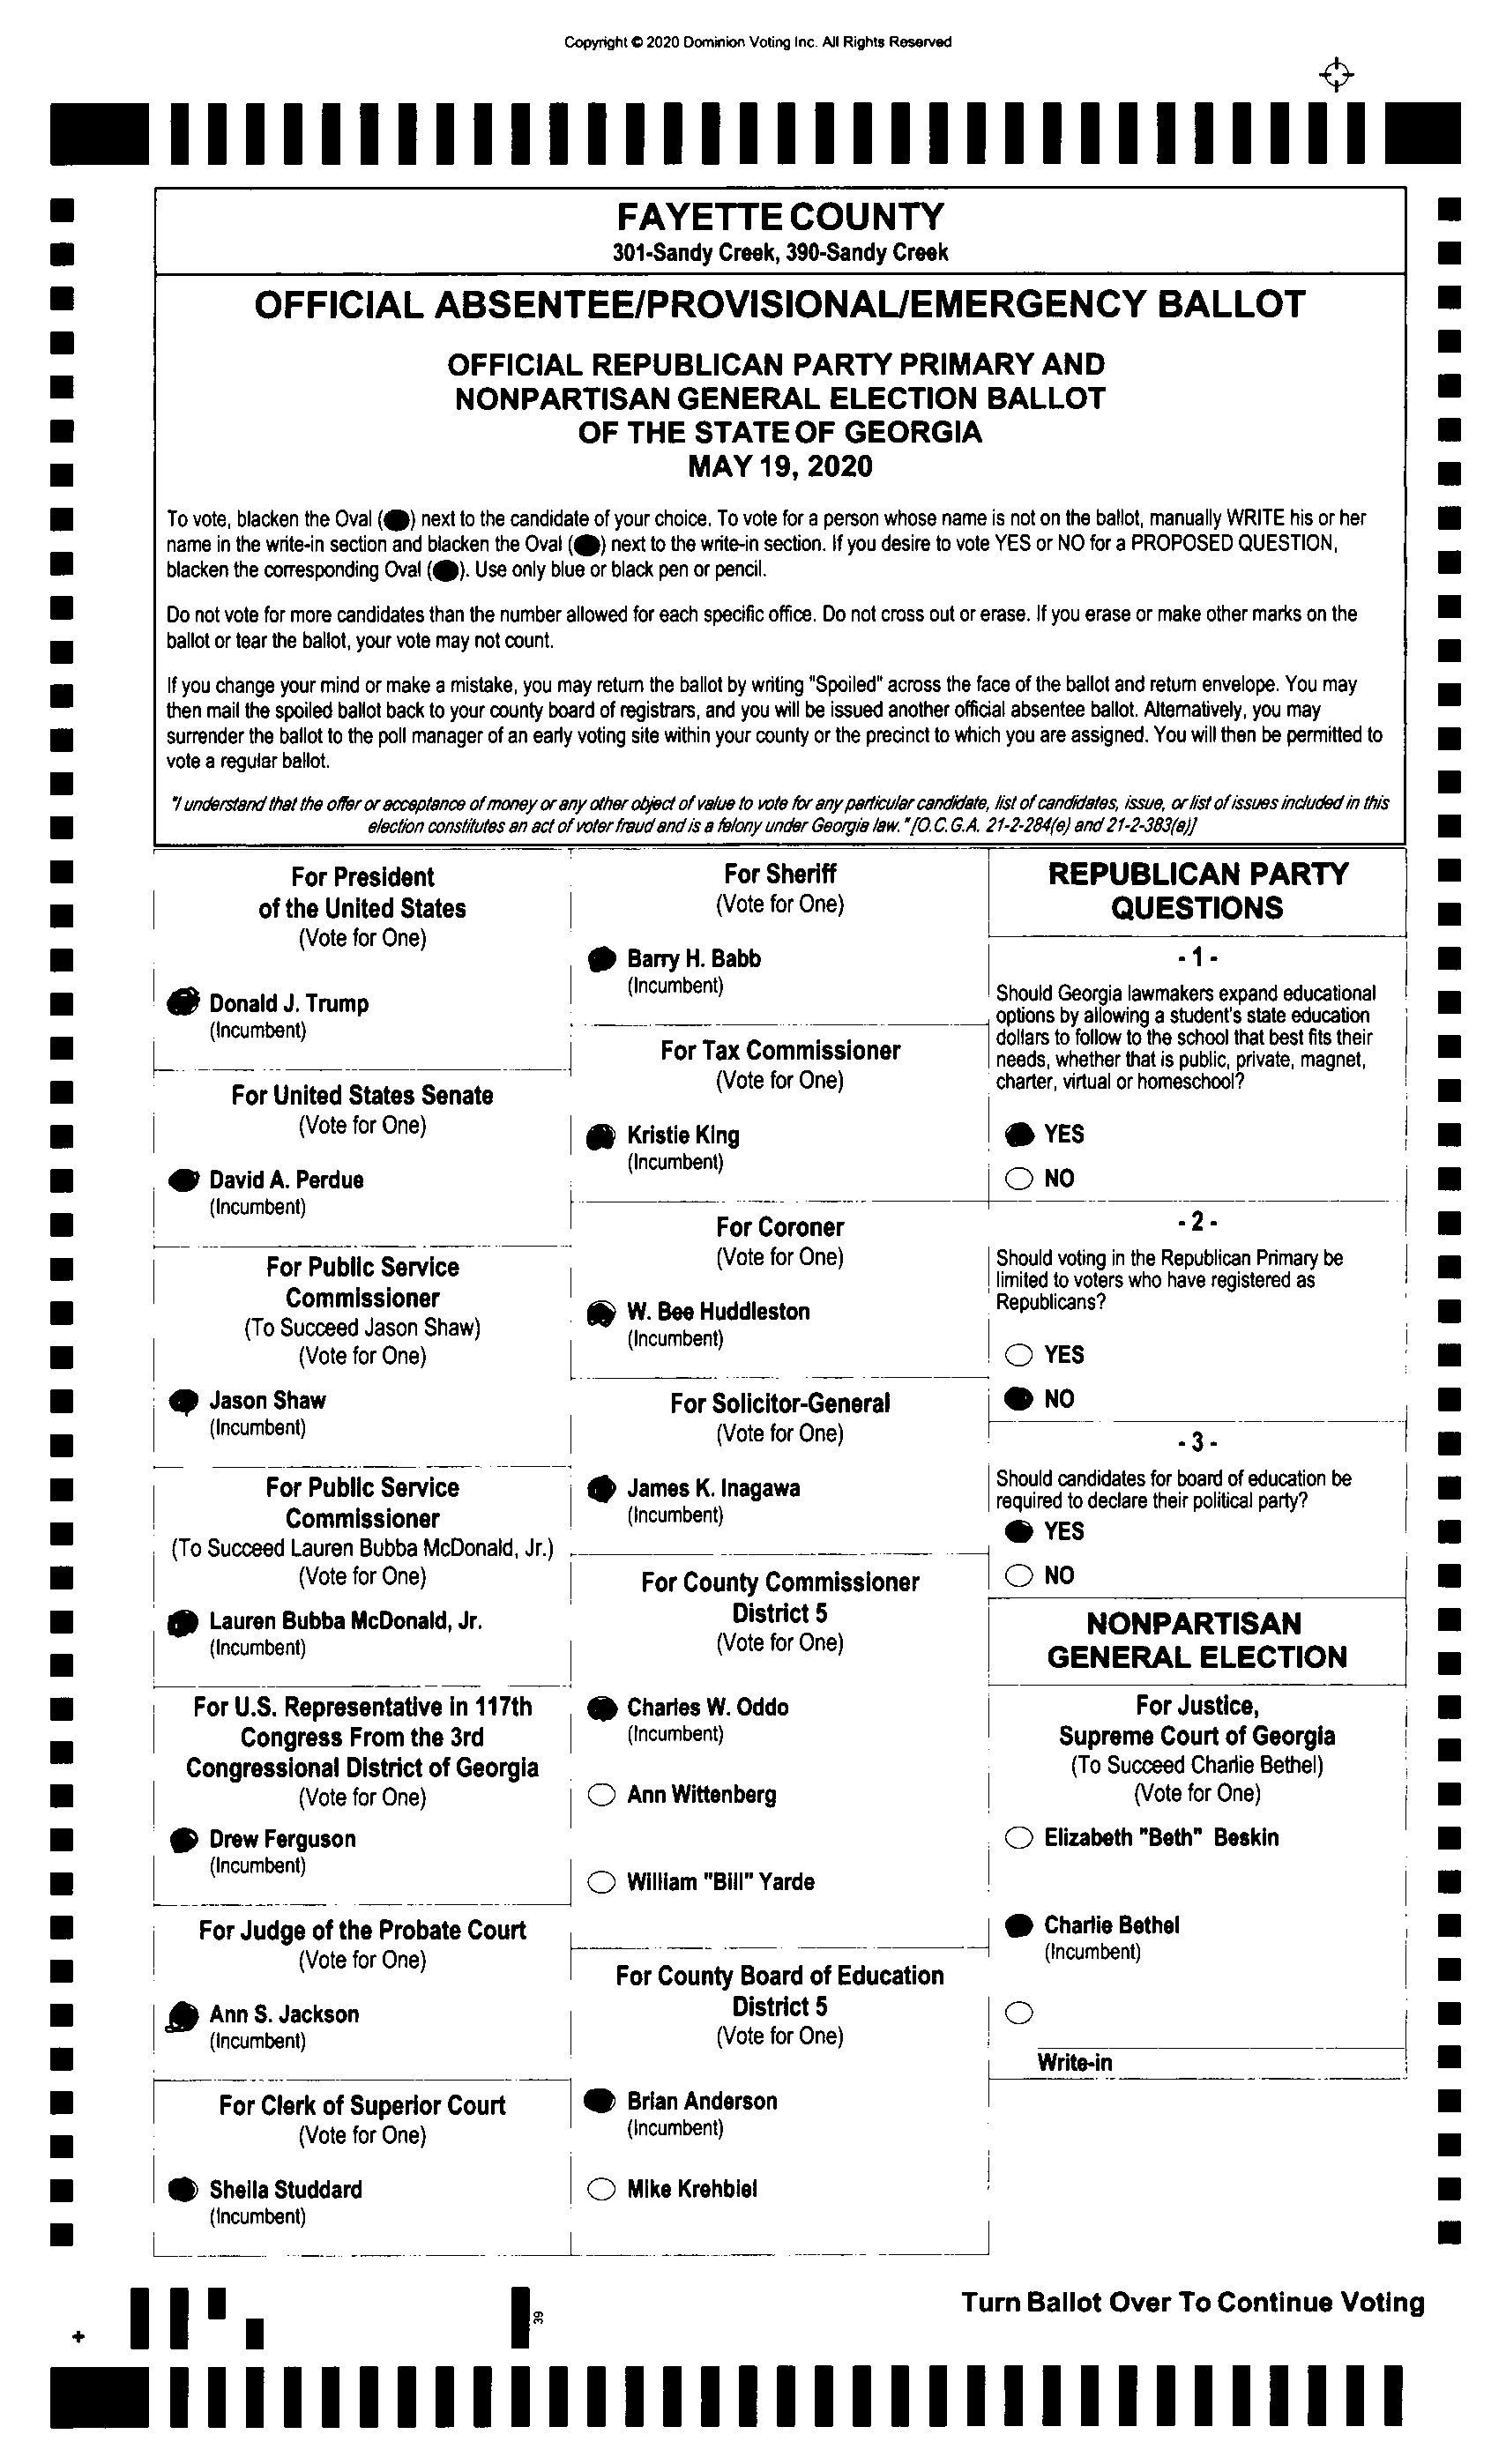 Copyright © 2020 Dominion Voting Inc. All Rights Reserved
FAYETTE COUNTY
301-Sandy Creek, 390-Sandy Creek
OFFICIAL ABSENTEE/PROVISIONAL/EMERGENCY BALLOT
OFFICIAL REPUBLICAN PARTY PRIMARY AND
NONPARTISAN GENERAL ELECTION BALLOT
OF THE STATE OF GEORGIA
MAY 19, 2020
To vote, blacken the Oval () next to the candidate of your choice. To vote for a person whose name is not on the ballot, manually WRITE his or her
name in the write-in section and blacken the Oval () next to the write-in section. If you desire to vote YES or NO for a PROPOSED QUESTION,
blacken the corresponding Oval (). Use only blue or black pen or pencil.
Do not vote for more candidates than the number allowed for each specific office. Do not cross out or erase. If you erase or make other marks on the
ballot or tear the ballot, your vote may not count.
If you change your mind or make a mistake, you may return the ballot by writing "Spoiled" across the face of the ballot and return envelope. You may
then mail the spoiled ballot back to your county board of registrars, and you will be issued another official absentee ballot. Alternatively, you may
surrender the ballot to the poll manager of an early voting site within your county or the precinct to which you are assigned. You will then be permitted to
vote a regular ballot.
"I understand that the offer or acceptance of money or any other object of value to vote for any particular candidate, list of candidates, issue, or list of issues included in this
election constitutes an act of voter fraud and is a felony under Georgia law." [O.C.G.A. 21-2-284(e) and 21-2-383(a)]
For President
of the United States
(Vote for One)
Donald J. Trump
(Incumbent)
For United States Senate
(Vote for One)
David A. Perdue
(Incumbent)
For Public Service
Commissioner
(To Succeed Jason Shaw)
(Vote for One)
Jason Shaw
(Incumbent)
For Public Service
Commissioner
(To Succeed Lauren Bubba McDonald, Jr.)
(Vote for One)
Lauren Bubba McDonald, Jr.
(Incumbent)
For U.S. Representative in 117th
Congress From the 3rd
Congressional District of Georgia
(Vote for One)
Drew Ferguson
(Incumbent)
For Judge of the Probate Court
(Vote for One)
Ann S. Jackson
(Incumbent)
For Clerk of Superior Court
(Vote for One)
Sheila Studdard
(Incumbent)
For Sheriff
(Vote for One)
Barry H. Babb
(Incumbent)
For Tax Commissioner
(Vote for One)
Kristie King
(Incumbent)
For Coroner
(Vote for One)
W. Bee Huddleston
(Incumbent)
For Solicitor-General
(Vote for One)
James K. Inagawa
(Incumbent)
For County Commissioner
District 5
(Vote for One)
Charles W. Oddo
(Incumbent)
Ann Wittenberg
William "Bill" Yarde
For County Board of Education
District 5
(Vote for One)
Brian Anderson
(Incumbent)
Mike Krehbiel
REPUBLICAN PARTY
QUESTIONS
- 1 -
Should Georgia lawmakers expand educational
options by allowing a student's state education
dollars to follow to the school that best fits their
needs, whether that is public, private, magnet,
charter, virtual or homeschool?
YES
NO
- 2 -
Should voting in the Republican Primary be
limited to voters who have registered as
Republicans?
YES
NO
- 3 -
Should candidates for board of education be
required to declare their political party?
YES
NO
NONPARTISAN
GENERAL ELECTION
For Justice,
Supreme Court of Georgia
(To Succeed Charlie Bethel)
(Vote for One)
Elizabeth "Beth" Beskin
Charlie Bethel
(Incumbent)
Write-in
39
Turn Ballot Over To Continue Voting